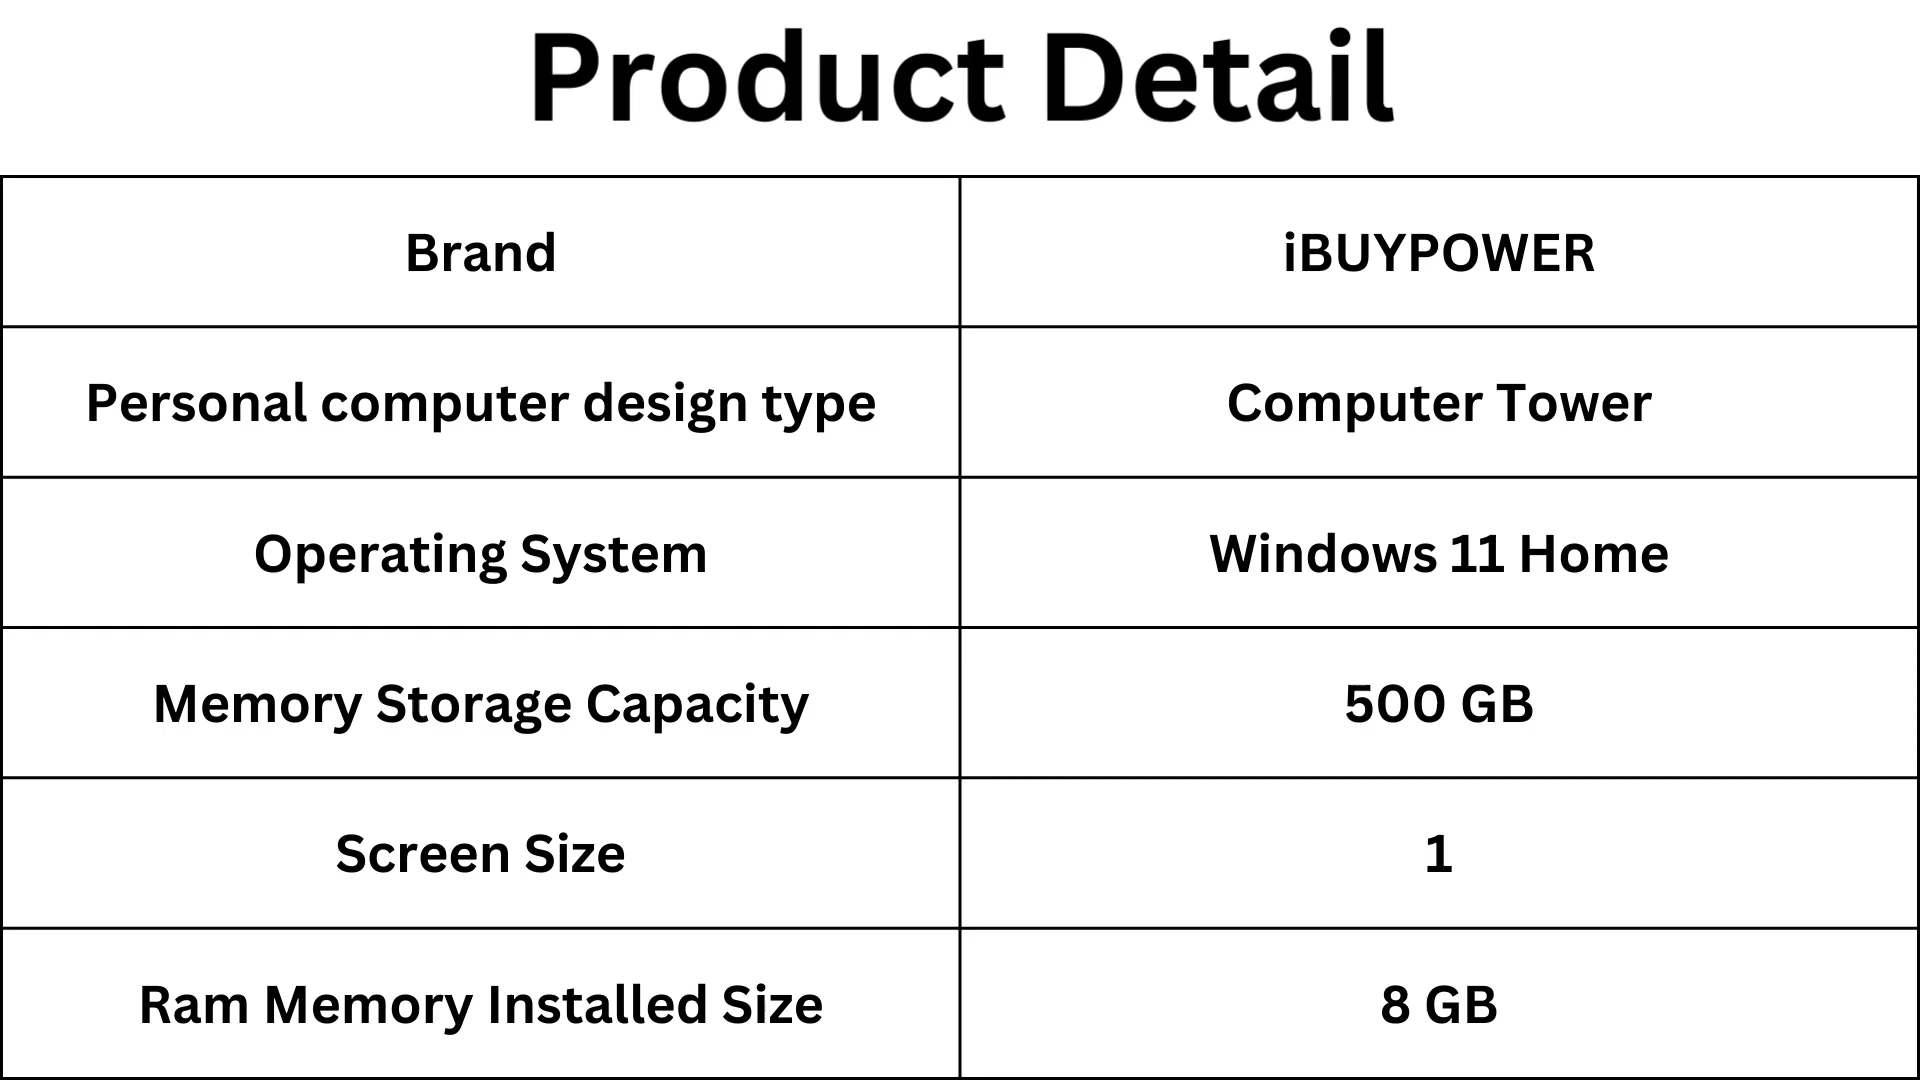 Product Detail
Brand iBUYPOWER
Personal computer design type Computer Tower
Operating System Windows 11 Home
Memory Storage Capacity 500 GB
Screen Size 1
Ram Memory Installed Size 8 GB